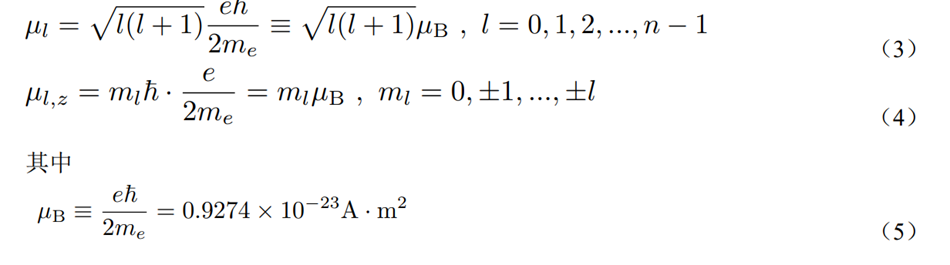 μ_l = √(l(l + 1)) eħ/2m_e ≡ √(l(l + 1)) μ_B , l = 0, 1, 2, ..., n − 1 （3）
μ_{l,z} = m_l ħ · e/2m_e = m_l μ_B , m_l = 0, ±1, ..., ±l （4）
其中
μ_B ≡ eħ/2m_e = 0.9274 × 10^{−23} A · m^2 （5）